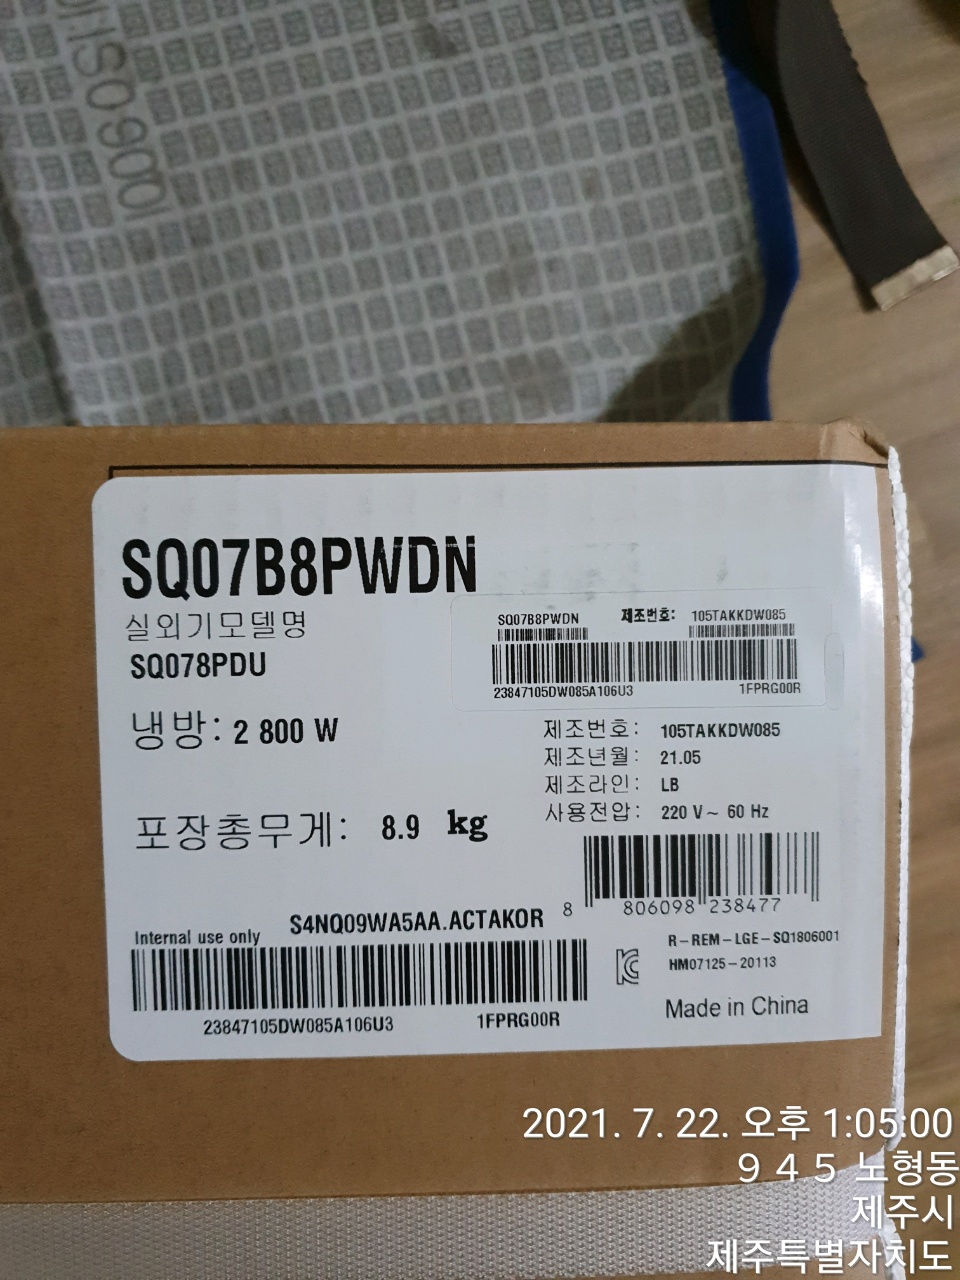 ISO9001
SQ07B8PWDN
실외기모델명
SQ078PDU
냉방: 2 800 W
포장총무게: 8.9 kg
SQ07B8PWDN 제조번호: 105TAKKDW085
23847105DW085A106U3 1FPRG00R
제조번호: 105TAKKDW085
제조년월: 21.05
제조라인: LB
사용전압: 220 V~ 60 Hz
8 806098 238477
Internal use only S4NQ09WA5AA.ACTAKOR
23847105DW085A106U3 1FPRG00R
R-REM-LGE-SQ1806001
HM07125-20113
Made in China
2021. 7. 22. 오후 1:05:00
９４５ 노형동
제주시
제주특별자치도